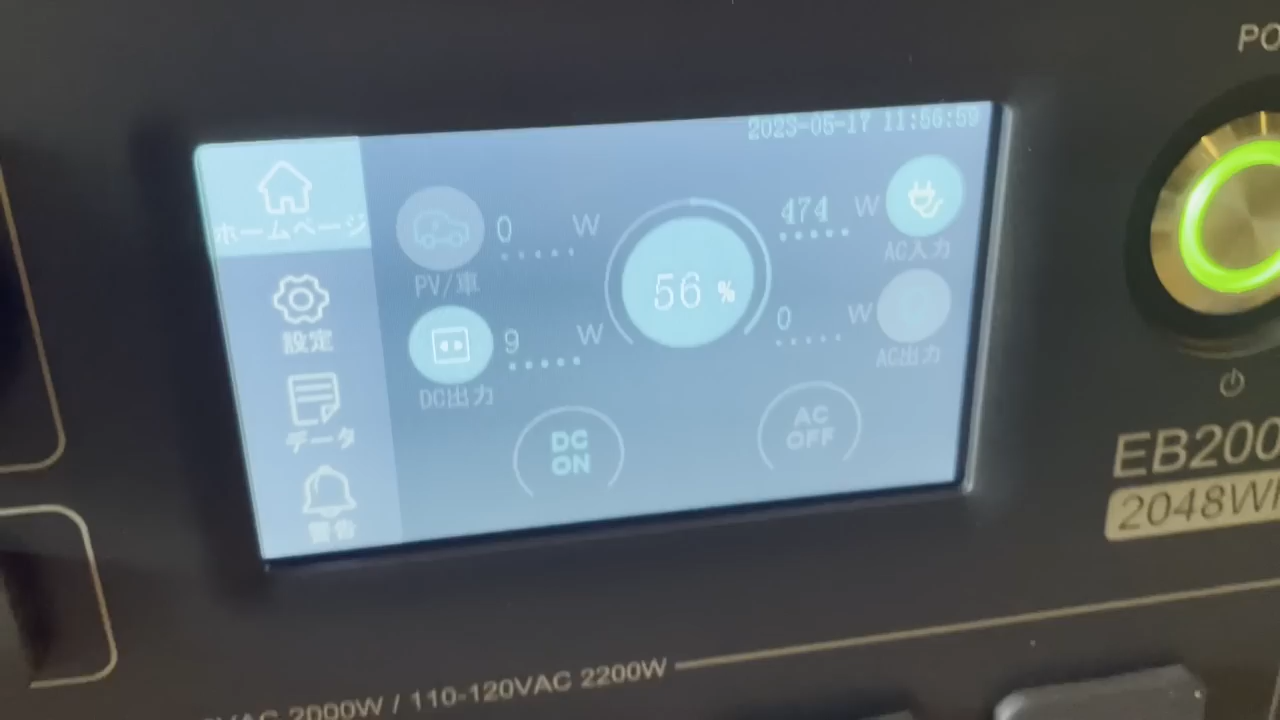 2023-05-17 11:56:59
ホームページ
設定
データ
警告
0 W
PV/車
9 W
DC出力
56 %
474 W
AC入力
0 W
AC出力
DC
ON
AC
OFF
PO
EB200
2048W
VAC 2000W / 110-120VAC 2200W